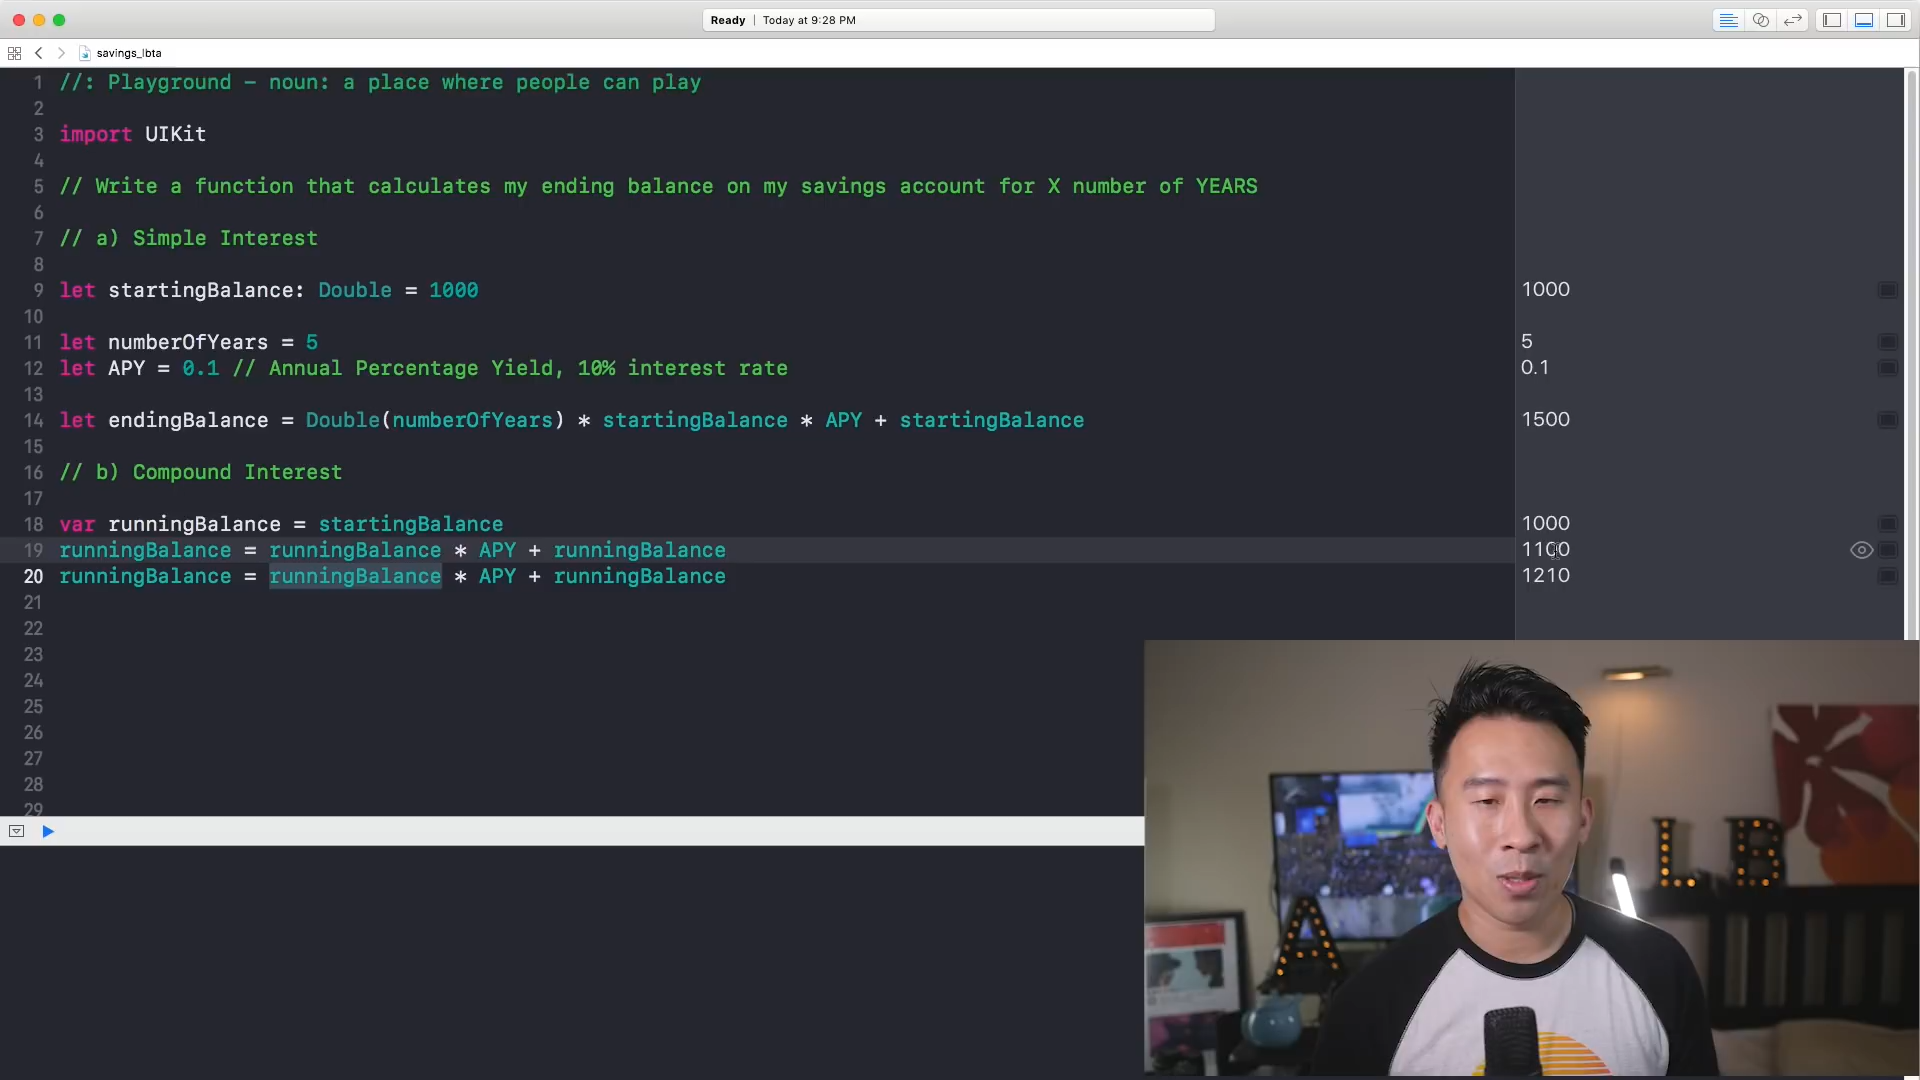 Ready | Today at 9:28 PM
savings_lbta
1 //: Playground – noun: a place where people can play
2
3 import UIKit
4
5 // Write a function that calculates my ending balance on my savings account for X number of YEARS
6
7 // a) Simple Interest
8
9 let startingBalance: Double = 1000 1000
10
11 let numberOfYears = 5 5
12 let APY = 0.1 // Annual Percentage Yield, 10% interest rate 0.1
13
14 let endingBalance = Double(numberOfYears) * startingBalance * APY + startingBalance 1500
15
16 // b) Compound Interest
17
18 var runningBalance = startingBalance 1000
19 runningBalance = runningBalance * APY + runningBalance 1100
20 runningBalance = runningBalance * APY + runningBalance 1210
21
22
23
24
25
26
27
28
29
L B
A